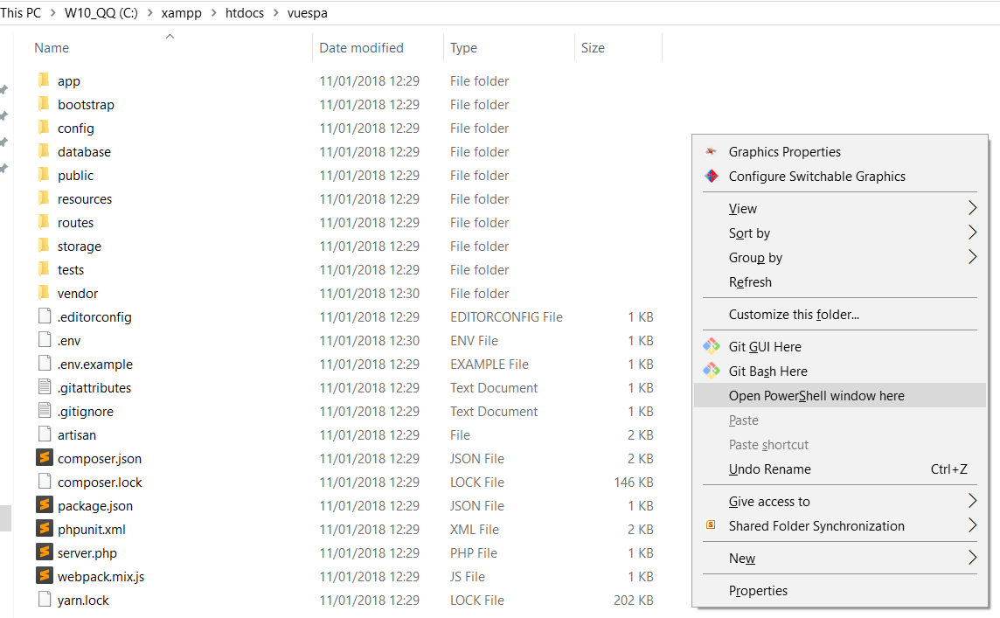 This PC > W10_QQ (C:) > xampp > htdocs > vuespa
Name Date modified Type Size
app 11/01/2018 12:29 File folder
bootstrap 11/01/2018 12:29 File folder
config 11/01/2018 12:29 File folder
database 11/01/2018 12:29 File folder
public 11/01/2018 12:29 File folder
resources 11/01/2018 12:29 File folder
routes 11/01/2018 12:29 File folder
storage 11/01/2018 12:29 File folder
tests 11/01/2018 12:29 File folder
vendor 11/01/2018 12:30 File folder
.editorconfig 11/01/2018 12:29 EDITORCONFIG File 1 KB
.env 11/01/2018 12:30 ENV File 1 KB
.env.example 11/01/2018 12:29 EXAMPLE File 1 KB
.gitattributes 11/01/2018 12:29 Text Document 1 KB
.gitignore 11/01/2018 12:29 Text Document 1 KB
artisan 11/01/2018 12:29 File 2 KB
composer.json 11/01/2018 12:29 JSON File 2 KB
composer.lock 11/01/2018 12:29 LOCK File 146 KB
package.json 11/01/2018 12:29 JSON File 1 KB
phpunit.xml 11/01/2018 12:29 XML File 2 KB
server.php 11/01/2018 12:29 PHP File 1 KB
webpack.mix.js 11/01/2018 12:29 JS File 1 KB
yarn.lock 11/01/2018 12:29 LOCK File 202 KB
Graphics Properties
Configure Switchable Graphics
View
Sort by
Group by
Refresh
Customize this folder...
Git GUI Here
Git Bash Here
Open PowerShell window here
Paste
Paste shortcut
Undo Rename Ctrl+Z
Give access to
Shared Folder Synchronization
New
Properties